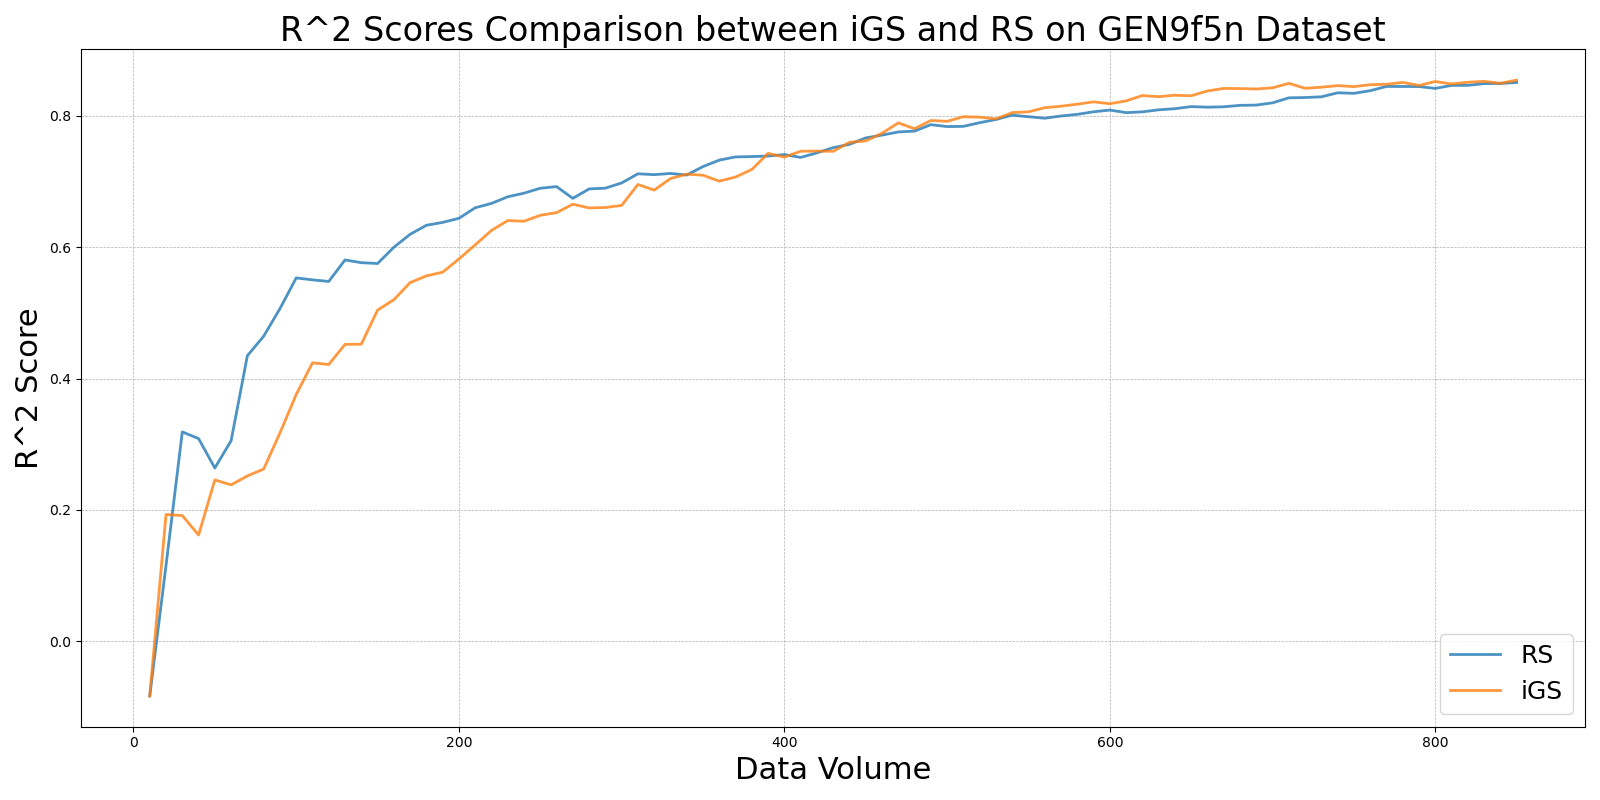 R^2 Scores Comparison between iGS and RS on GEN9f5n Dataset
R^2 Score
0.8
0.6
0.4
0.2
0.0
0
200
400
600
800
Data Volume
RS
iGS